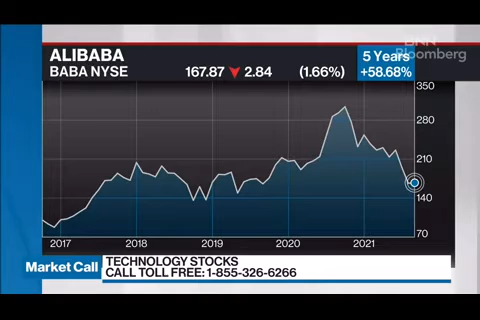 BNN
Bloomberg
ALIBABA
BABA NYSE
167.87 2.84 (1.66%)
5 Years
+58.68%
350
280
210
140
70
2017 2018 2019 2020 2021
Market Call
TECHNOLOGY STOCKS
CALL TOLL FREE:1-855-326-6266